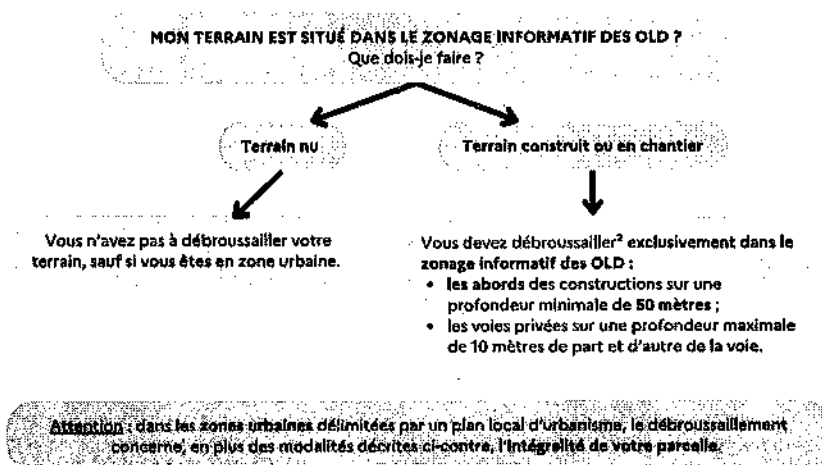 MON TERRAIN EST SITUÉ DANS LE ZONAGE INFORMATIF DES OLD ?
Que dois-je faire ?
Terrain nu
Terrain construit ou en chantier
Vous n'avez pas à débroussailler votre
terrain, sauf si vous êtes en zone urbaine.
Vous devez débroussailler² exclusivement dans le
zonage informatif des OLD :
• les abords des constructions sur une
profondeur minimale de 50 mètres ;
• les voies privées sur une profondeur maximale
de 10 mètres de part et d'autre de la voie.
Attention : dans les zones urbaines délimitées par un plan local d'urbanisme, le débroussaillement
concerne, en plus des modalités décrites ci-contre, l'intégralité de votre parcelle.